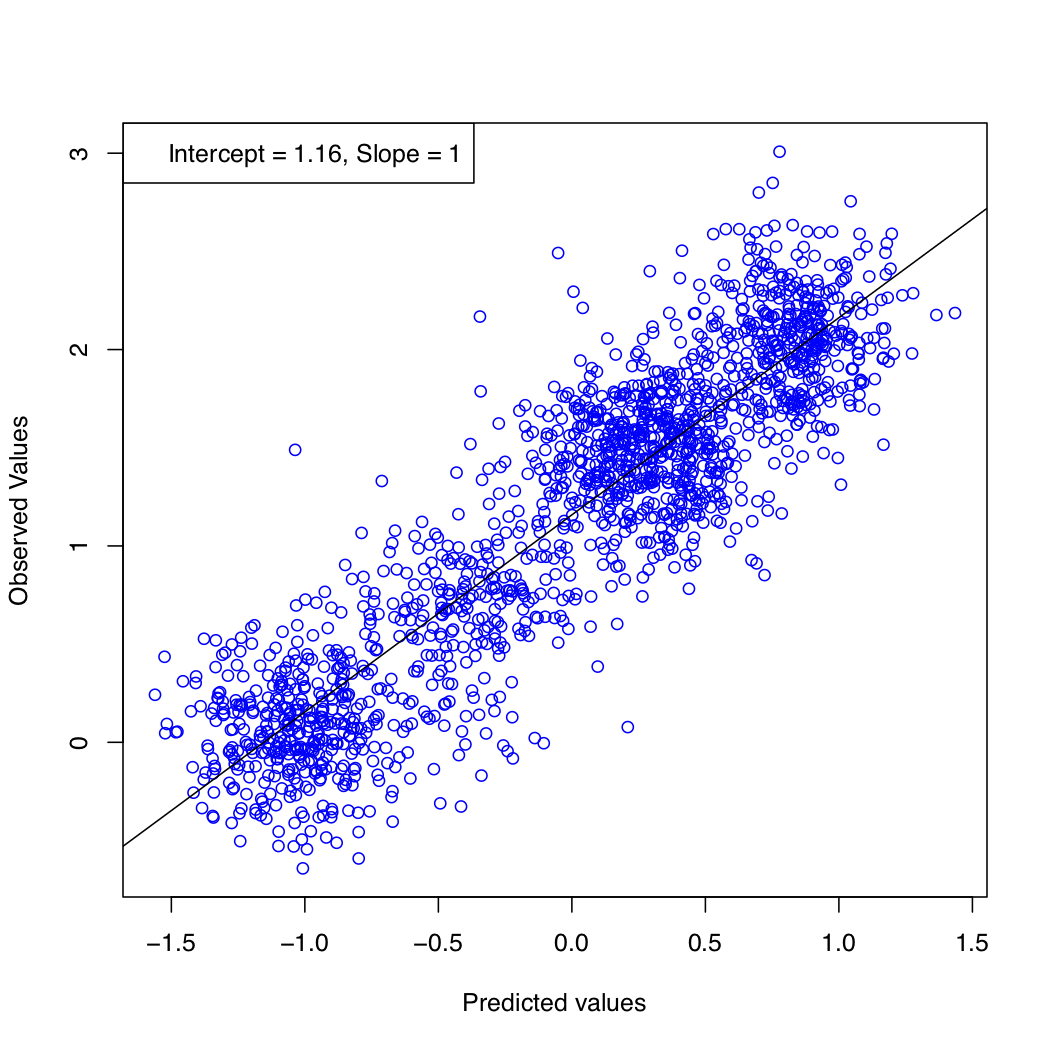 Intercept = 1.16, Slope = 1
3
2
1
0
Observed Values
−1.5 −1.0 −0.5 0.0 0.5 1.0 1.5
Predicted values